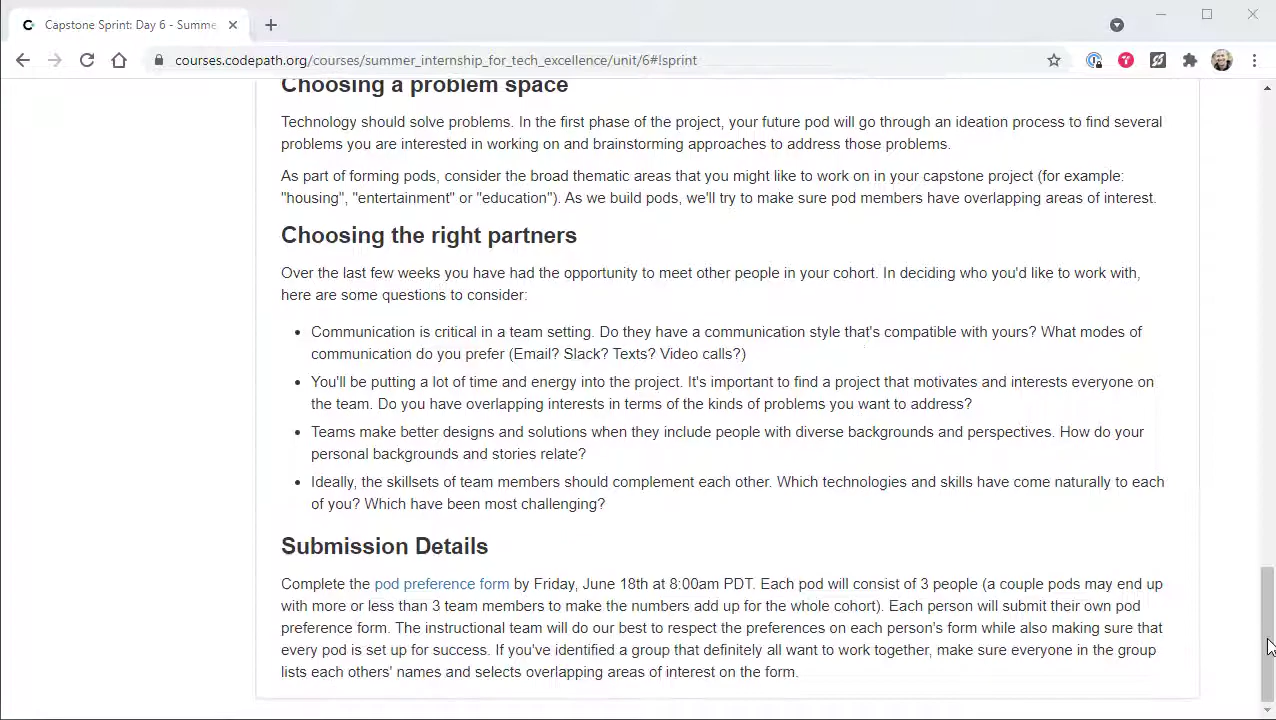 Capstone Sprint: Day 6 - Summe
courses.codepath.org/courses/summer_internship_for_tech_excellence/unit/6#!sprint
Choosing a problem space
Technology should solve problems. In the first phase of the project, your future pod will go through an ideation process to find several
problems you are interested in working on and brainstorming approaches to address those problems.
As part of forming pods, consider the broad thematic areas that you might like to work on in your capstone project (for example:
"housing", "entertainment" or "education"). As we build pods, we'll try to make sure pod members have overlapping areas of interest.
Choosing the right partners
Over the last few weeks you have had the opportunity to meet other people in your cohort. In deciding who you'd like to work with,
here are some questions to consider:
Communication is critical in a team setting. Do they have a communication style that's compatible with yours? What modes of
communication do you prefer (Email? Slack? Texts? Video calls?)
You'll be putting a lot of time and energy into the project. It's important to find a project that motivates and interests everyone on
the team. Do you have overlapping interests in terms of the kinds of problems you want to address?
Teams make better designs and solutions when they include people with diverse backgrounds and perspectives. How do your
personal backgrounds and stories relate?
Ideally, the skillsets of team members should complement each other. Which technologies and skills have come naturally to each
of you? Which have been most challenging?
Submission Details
Complete the pod preference form by Friday, June 18th at 8:00am PDT. Each pod will consist of 3 people (a couple pods may end up
with more or less than 3 team members to make the numbers add up for the whole cohort). Each person will submit their own pod
preference form. The instructional team will do our best to respect the preferences on each person's form while also making sure that
every pod is set up for success. If you've identified a group that definitely all want to work together, make sure everyone in the group
lists each others' names and selects overlapping areas of interest on the form.